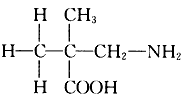 H CH₃
H—C—C—CH₂—NH₂
H COOH